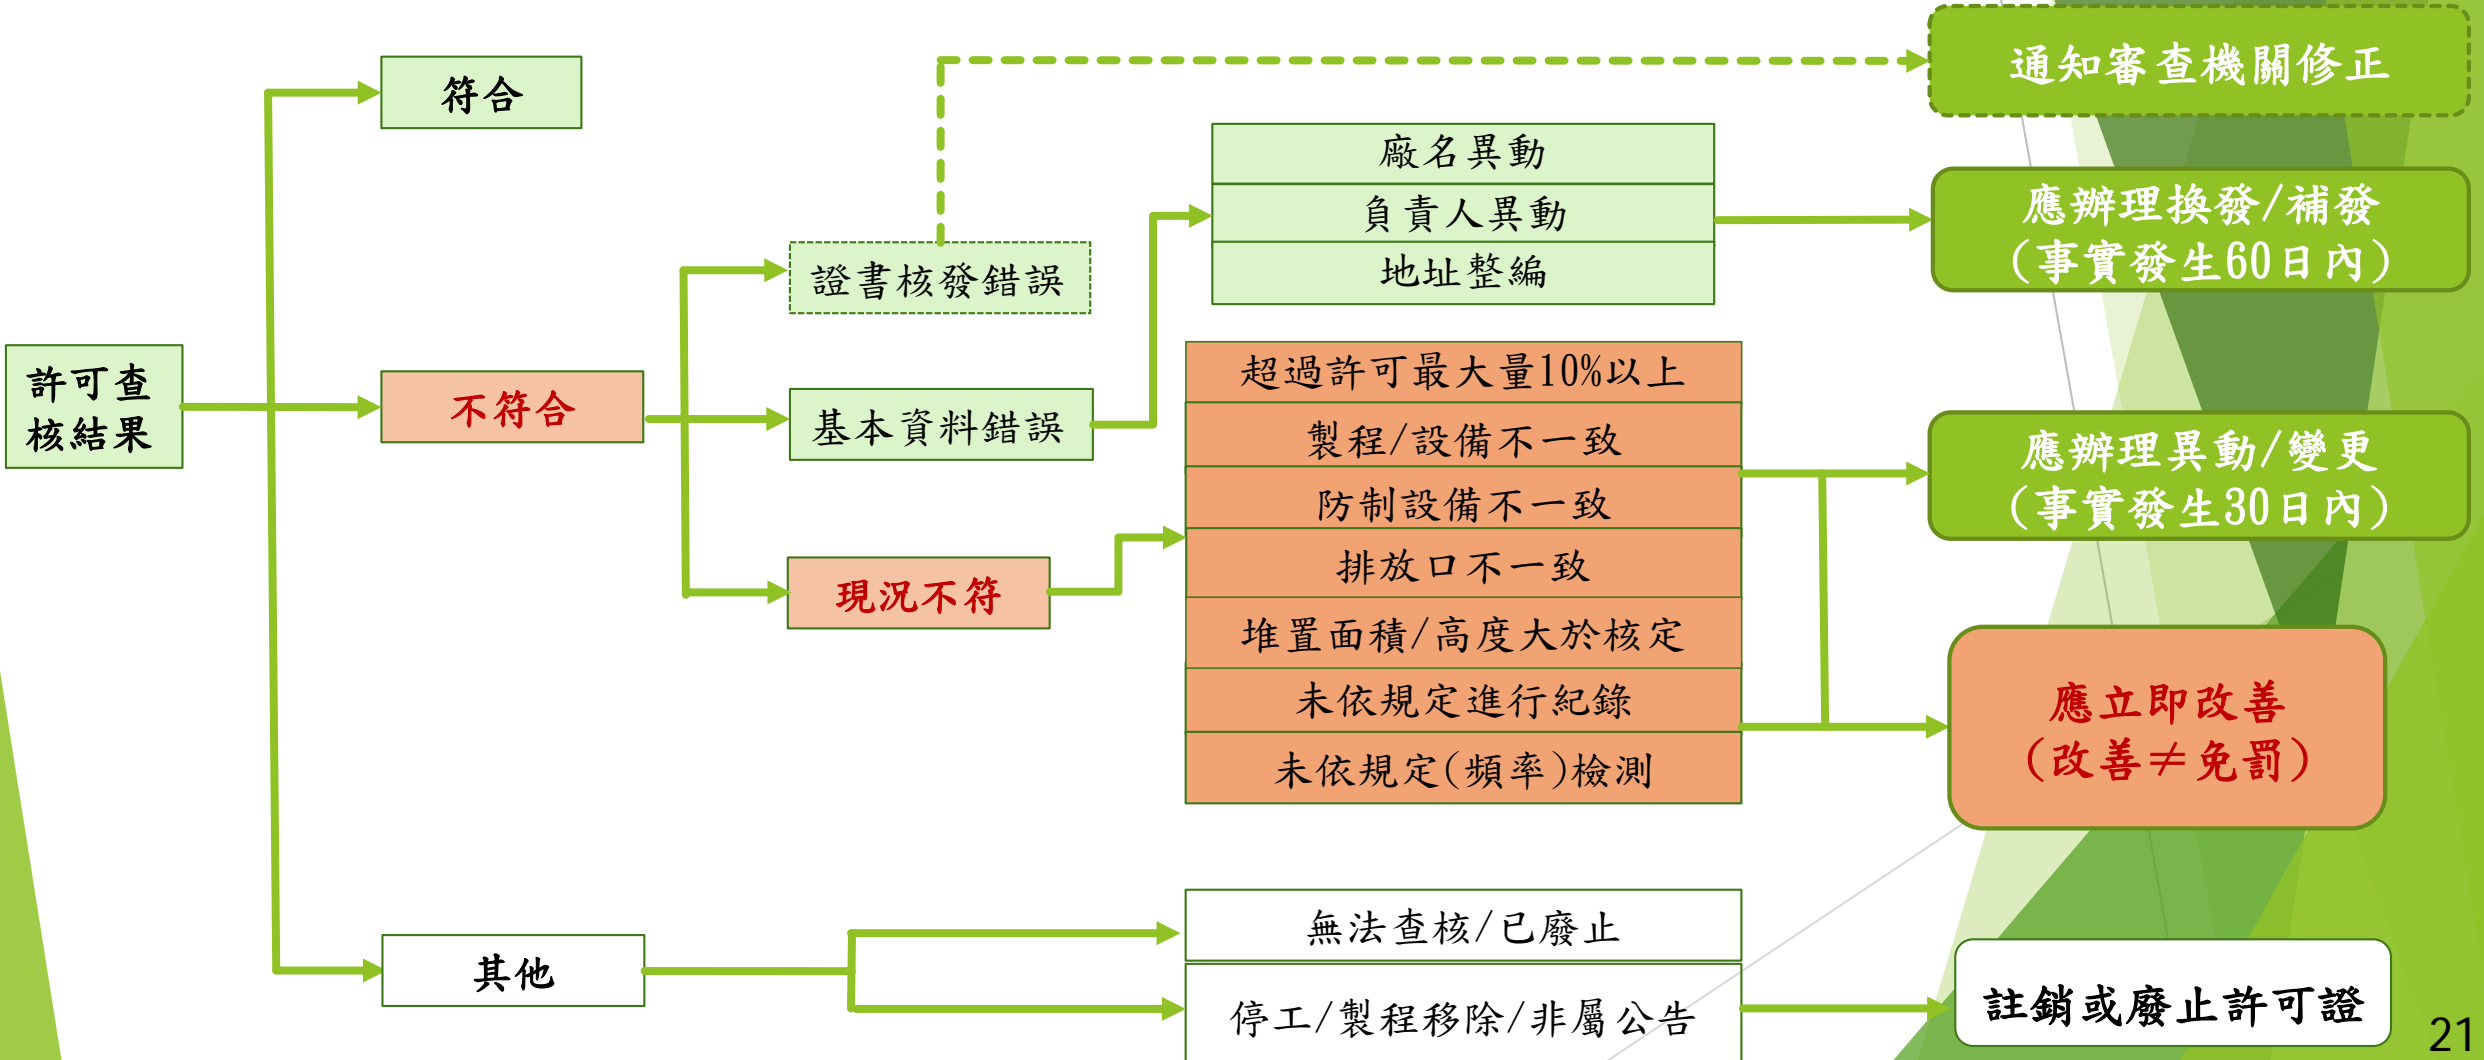 許可查
核結果
符合
不符合
其他
證書核發錯誤
基本資料錯誤
現況不符
廠名異動
負責人異動
地址整編
超過許可最大量10%以上
製程/設備不一致
防制設備不一致
排放口不一致
堆置面積/高度大於核定
未依規定進行紀錄
未依規定(頻率)檢測
無法查核/已廢止
停工/製程移除/非屬公告
通知審查機關修正
應辦理換發/補發
(事實發生60日內)
應辦理異動/變更
(事實發生30日內)
應立即改善
(改善≠免罰)
註銷或廢止許可證
21